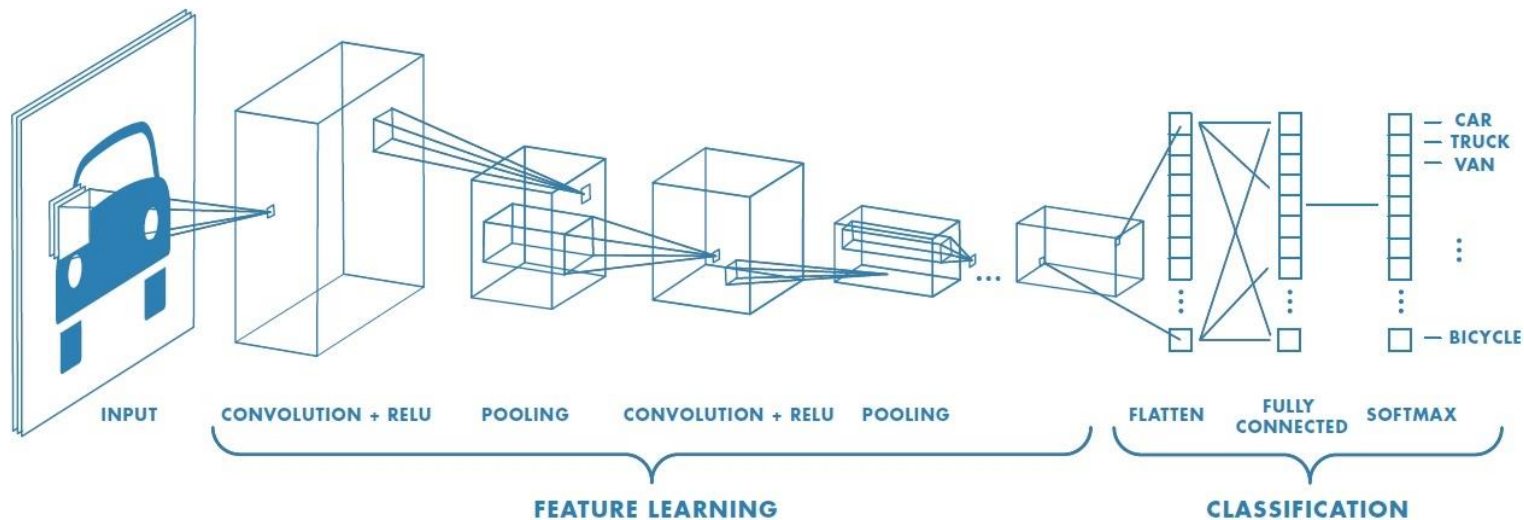 CAR
TRUCK
VAN
BICYCLE
INPUT
CONVOLUTION + RELU
POOLING
CONVOLUTION + RELU
POOLING
FLATTEN
FULLY
CONNECTED
SOFTMAX
FEATURE LEARNING
CLASSIFICATION